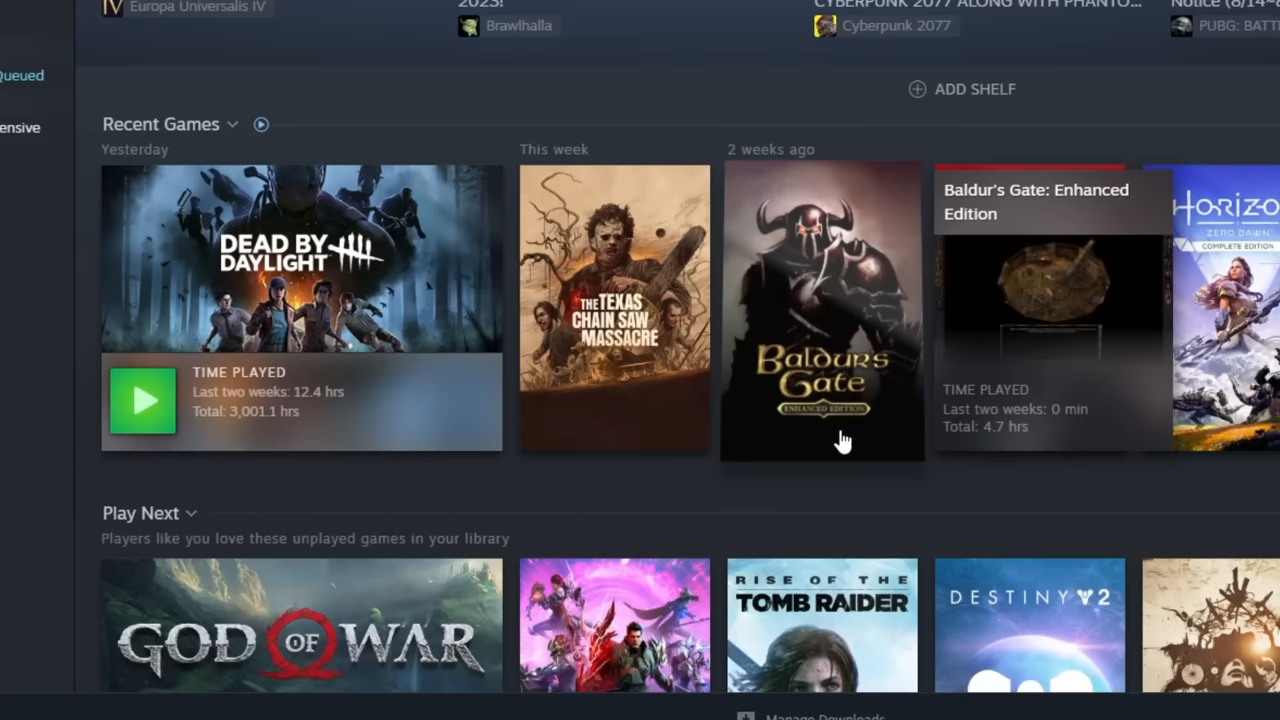 IV Europa Universalis IV
2023!
Brawlhalla
CYBERPUNK 2077 ALONG WITH PHANTO...
Cyberpunk 2077
Notice (8/14~8
PUBG: BATT
Queued
ensive
ADD SHELF
Recent Games
Yesterday
This week
2 weeks ago
DEAD BY
DAYLIGHT
TIME PLAYED
Last two weeks: 12.4 hrs
Total: 3,001.1 hrs
THE TEXAS
CHAIN SAW
MASSACRE
BALDUR'S
GATE
ENHANCED EDITION
Baldur's Gate: Enhanced
Edition
TIME PLAYED
Last two weeks: 0 min
Total: 4.7 hrs
HORIZO
ZERO DAWN
COMPLETE EDITION
Play Next
Players like you love these unplayed games in your library
GOD OF WAR
RISE OF THE
TOMB RAIDER
DESTINY 2
Manage Downloads